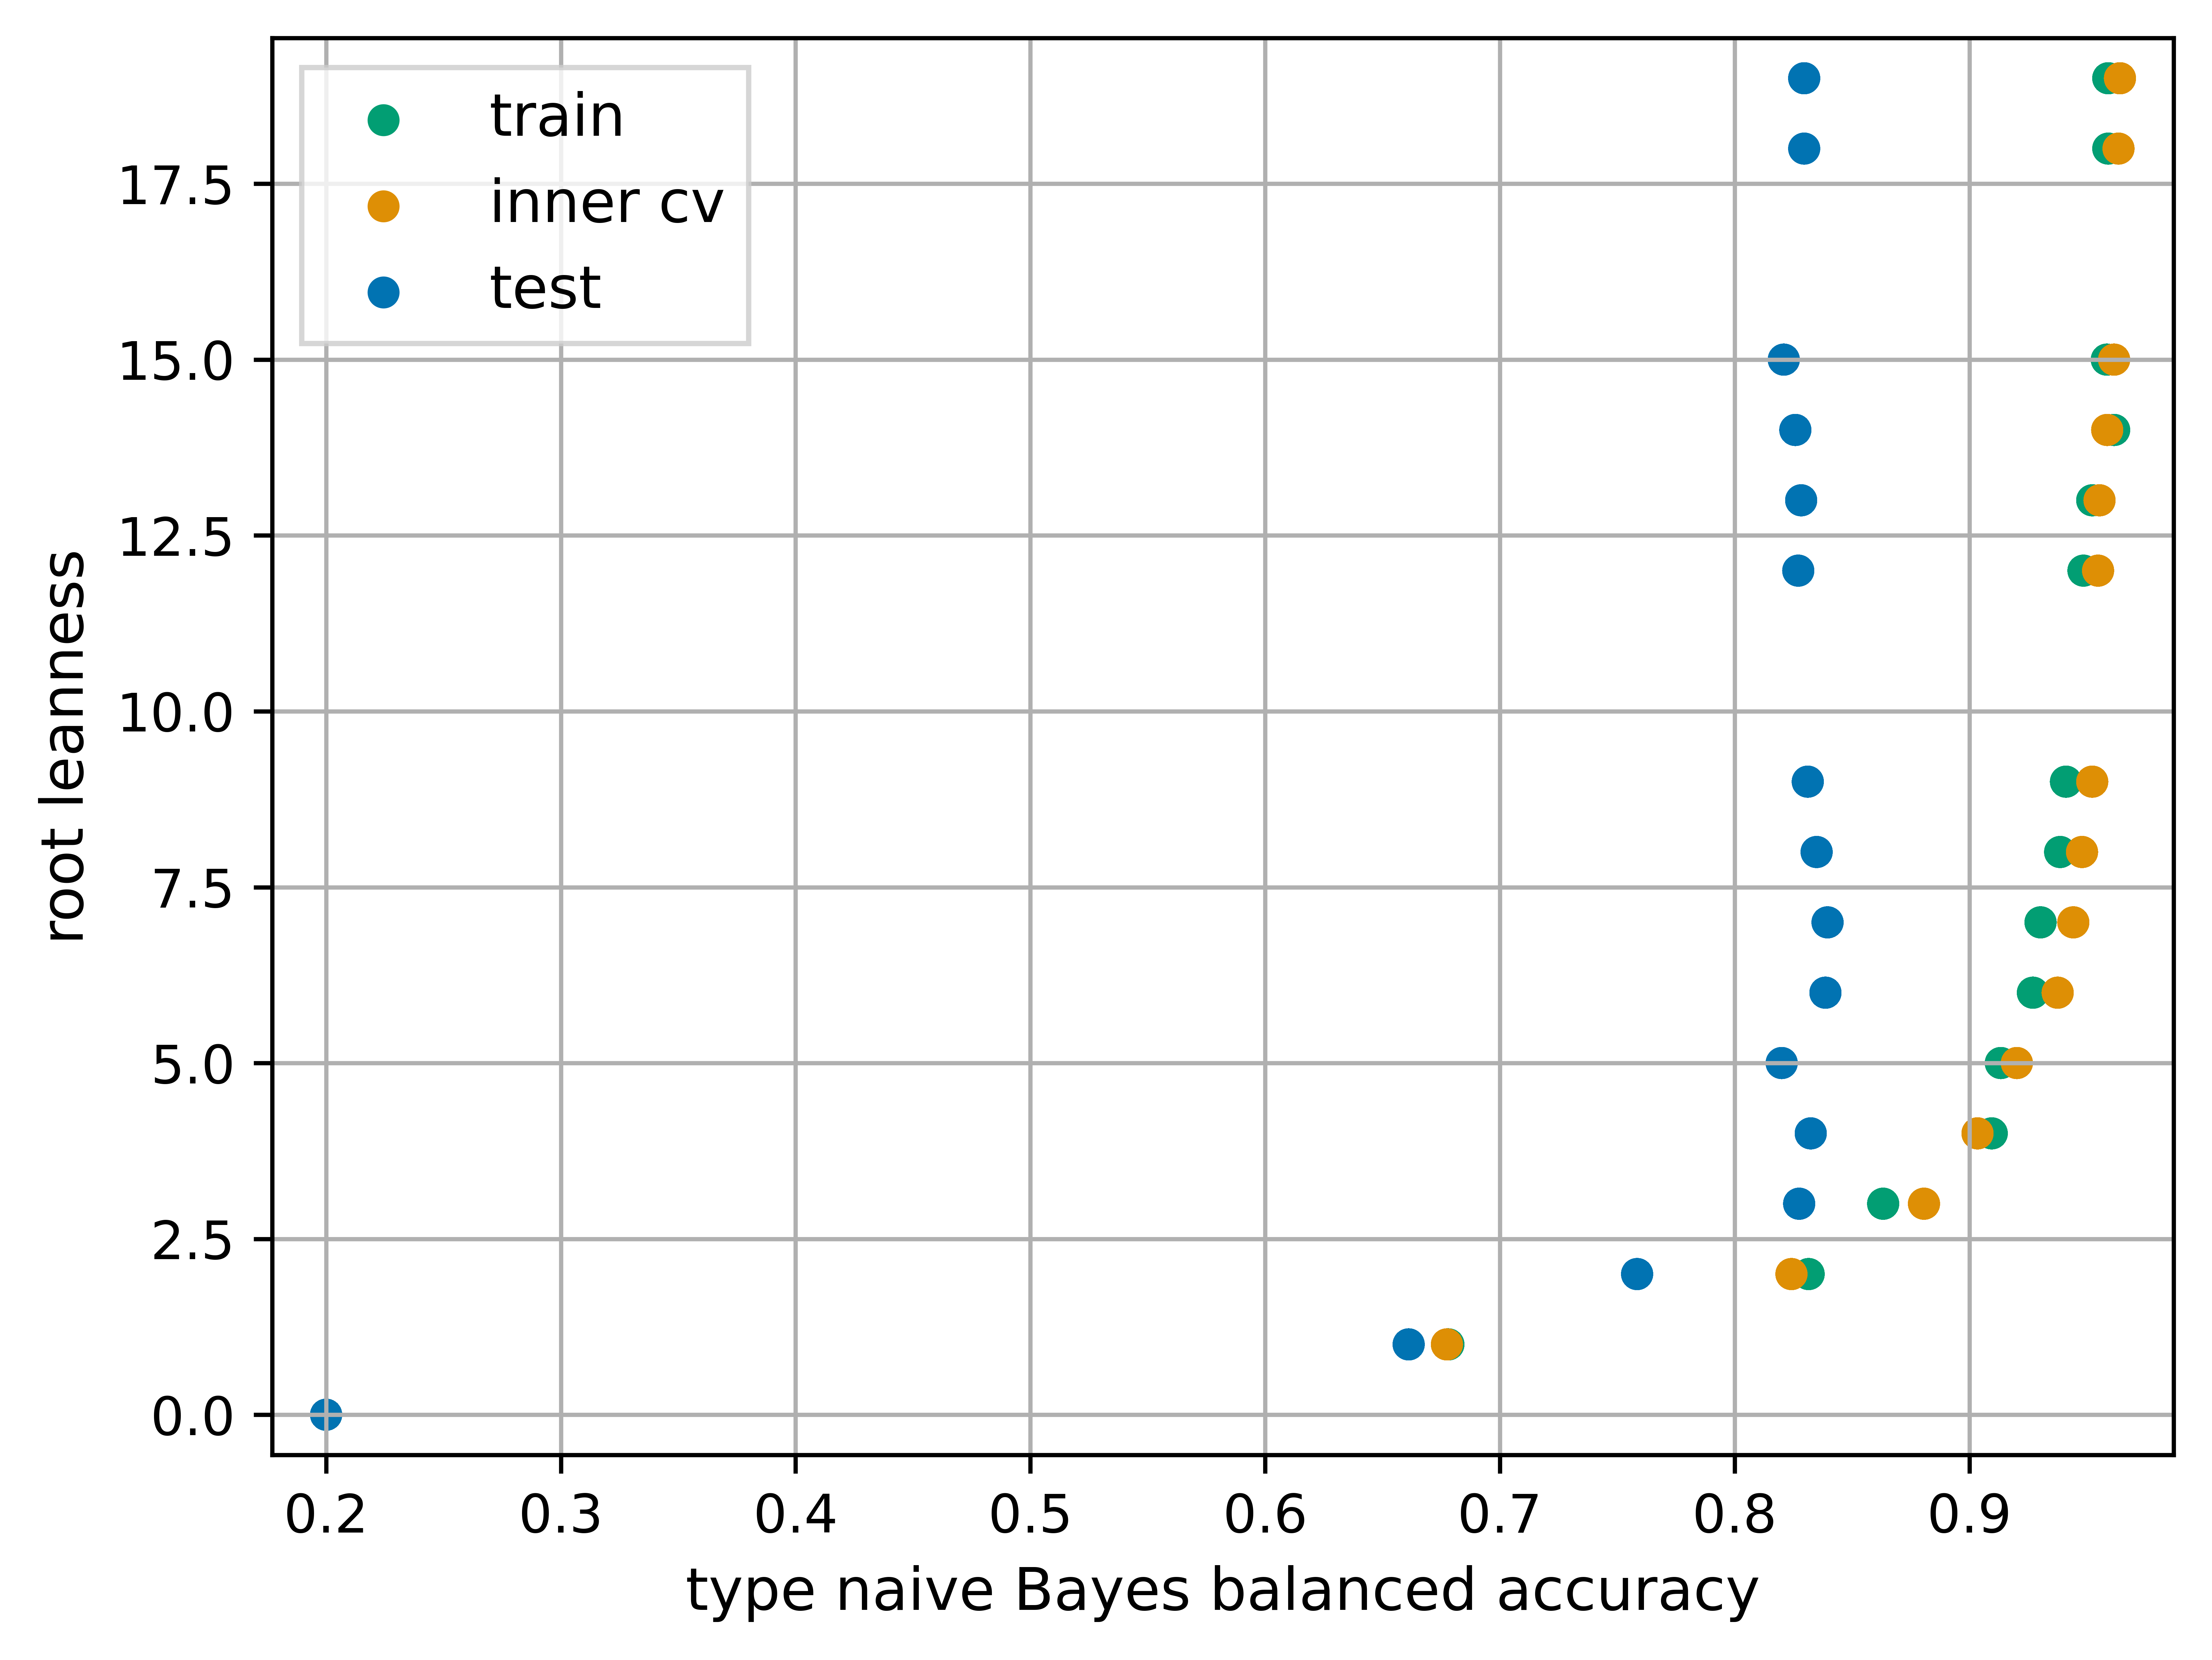 train
inner cv
test
17.5
15.0
12.5
10.0
7.5
5.0
2.5
0.0
root leanness
0.2 0.3 0.4 0.5 0.6 0.7 0.8 0.9
type naive Bayes balanced accuracy